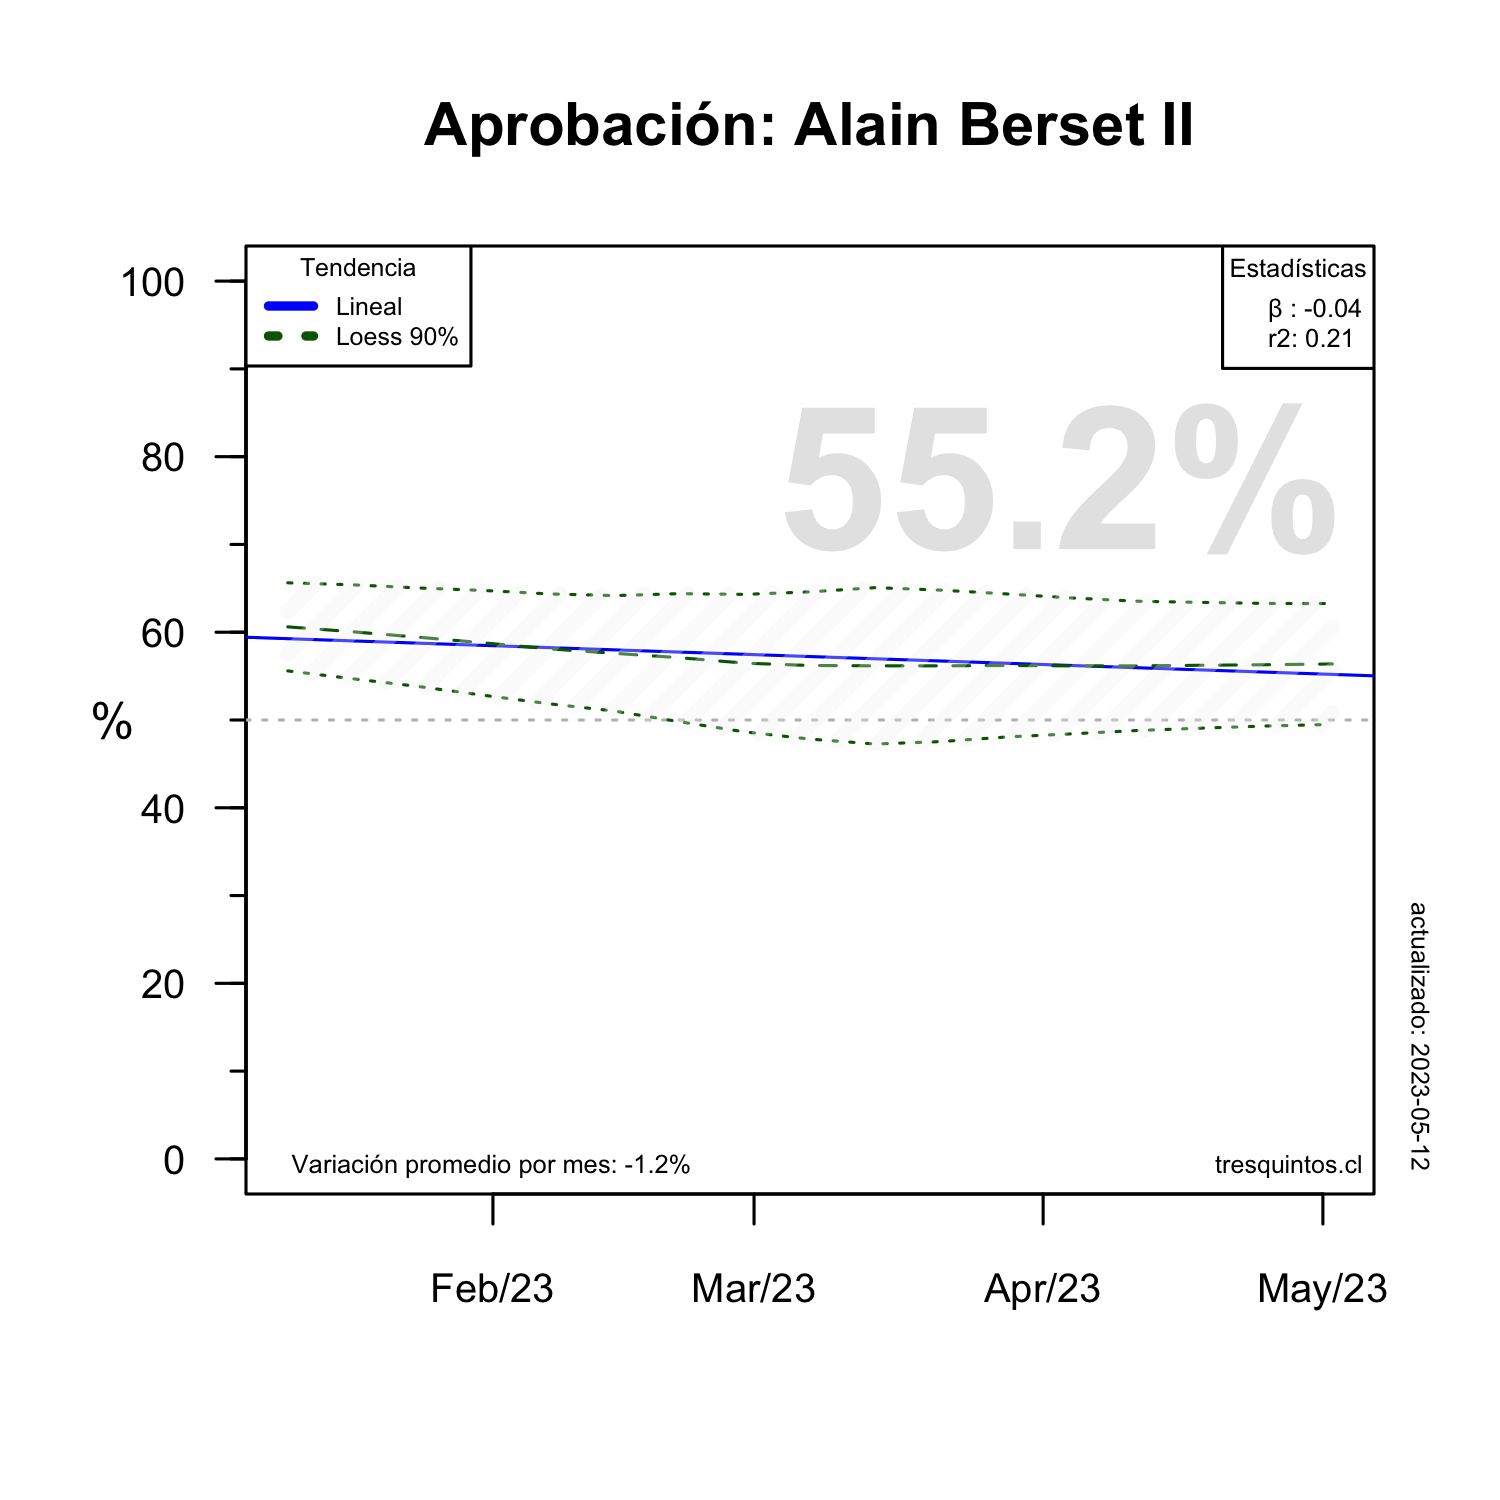 Aprobación: Alain Berset II
Tendencia
Lineal
Loess 90%
Estadísticas
β : -0.04
r2: 0.21
55.2%
100
80
60
%
40
20
0
Variación promedio por mes: -1.2%
tresquintos.cl
actualizado: 2023-05-12
Feb/23
Mar/23
Apr/23
May/23